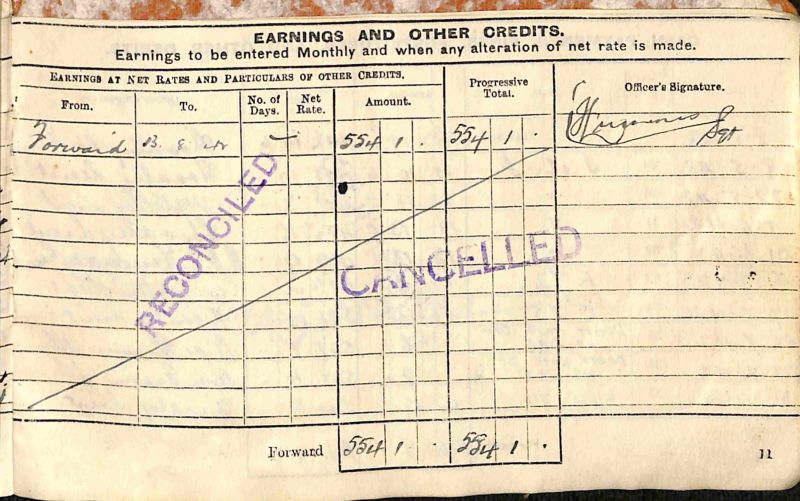 EARNINGS AND OTHER CREDITS.
Earnings to be entered Monthly and when any alteration of net rate is made.
EARNINGS AT NET RATES AND PARTICULARS OF OTHER CREDITS.
From. To. No. of Days. Net Rate. Amount. Progressive Total. Officer's Signature.
Forward 554 1 . 554 1 . Sgt
RECONCILED
CANCELLED
Forward 554 1 . 554 1 .
11